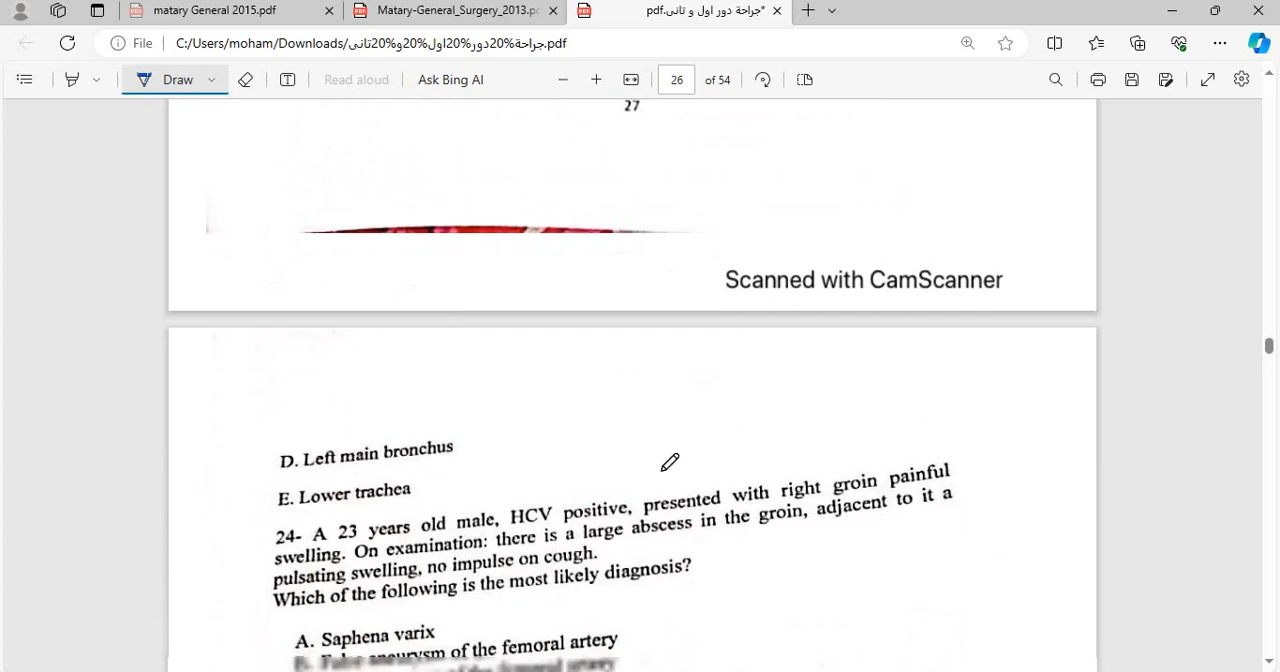 matary General 2015.pdf
Matary-General_Surgery_2013.pc
جراحة دور اول و تانى.pdf*
File
C:/Users/moham/Downloads/جراحة%20دور%20اول%20و%20تانى.pdf
Draw
Read aloud
Ask Bing AI
26
of 54
27
Scanned with CamScanner
D. Left main bronchus
E. Lower trachea
24- A 23 years old male, HCV positive, presented with right groin painful
swelling. On examination: there is a large abscess in the groin, adjacent to it a
pulsating swelling, no impulse on cough.
Which of the following is the most likely diagnosis?
A. Saphena varix
B. False aneurysm of the femoral artery